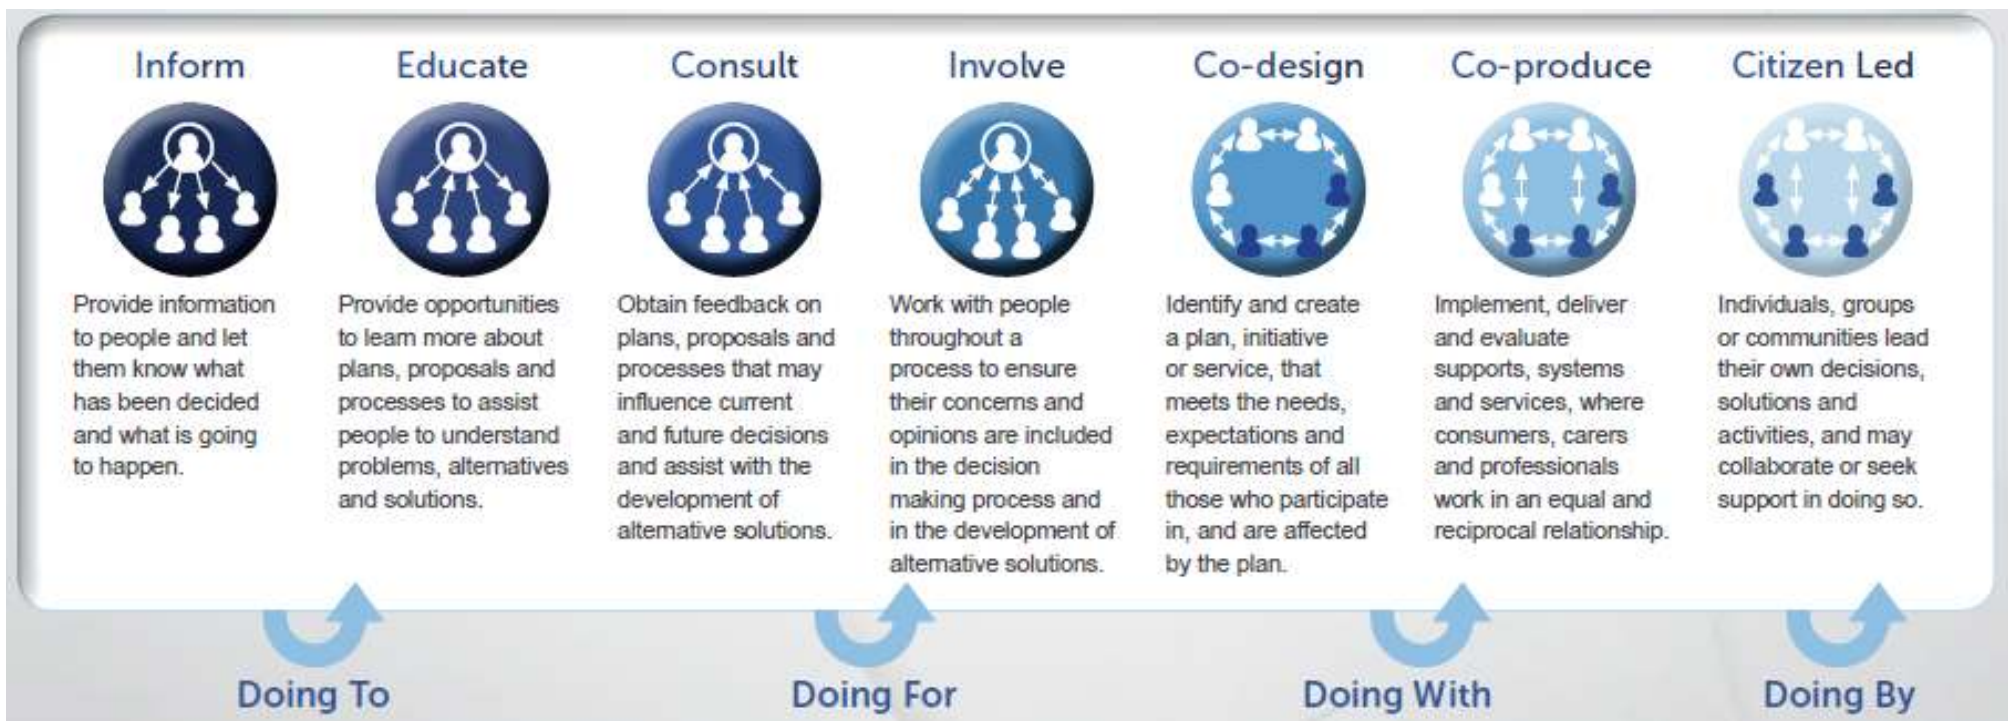 Inform
Provide information
to people and let
them know what
has been decided
and what is going
to happen.
Educate
Provide opportunities
to learn more about
plans, proposals and
processes to assist
people to understand
problems, alternatives
and solutions.
Consult
Obtain feedback on
plans, proposals and
processes that may
influence current
and future decisions
and assist with the
development of
alternative solutions.
Involve
Work with people
throughout a
process to ensure
their concerns and
opinions are included
in the decision
making process and
in the development of
alternative solutions.
Co-design
Identify and create
a plan, initiative
or service, that
meets the needs,
expectations and
requirements of all
those who participate
in, and are affected
by the plan.
Co-produce
Implement, deliver
and evaluate
supports, systems
and services, where
consumers, carers
and professionals
work in an equal and
reciprocal relationship.
Citizen Led
Individuals, groups
or communities lead
their own decisions,
solutions and
activities, and may
collaborate or seek
support in doing so.
Doing To
Doing For
Doing With
Doing By